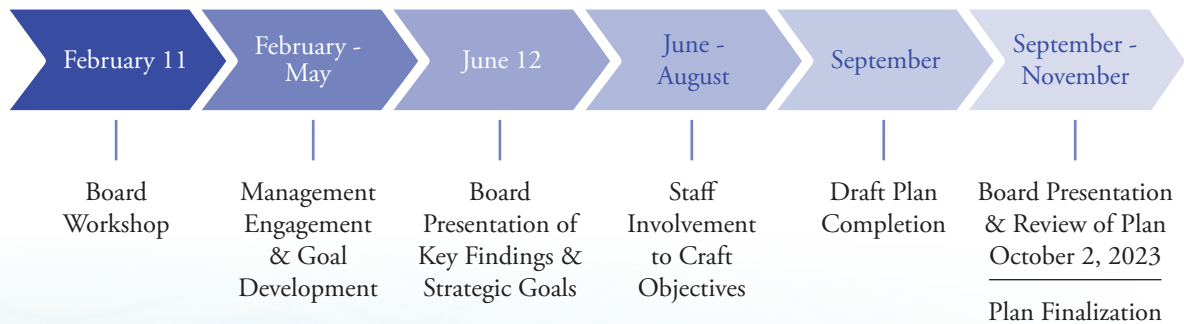 February 11
February -
May
June 12
June -
August
September
September -
November
Board
Workshop
Management
Engagement
& Goal
Development
Board
Presentation of
Key Findings &
Strategic Goals
Staff
Involvement
to Craft
Objectives
Draft Plan
Completion
Board Presentation
& Review of Plan
October 2, 2023
Plan Finalization